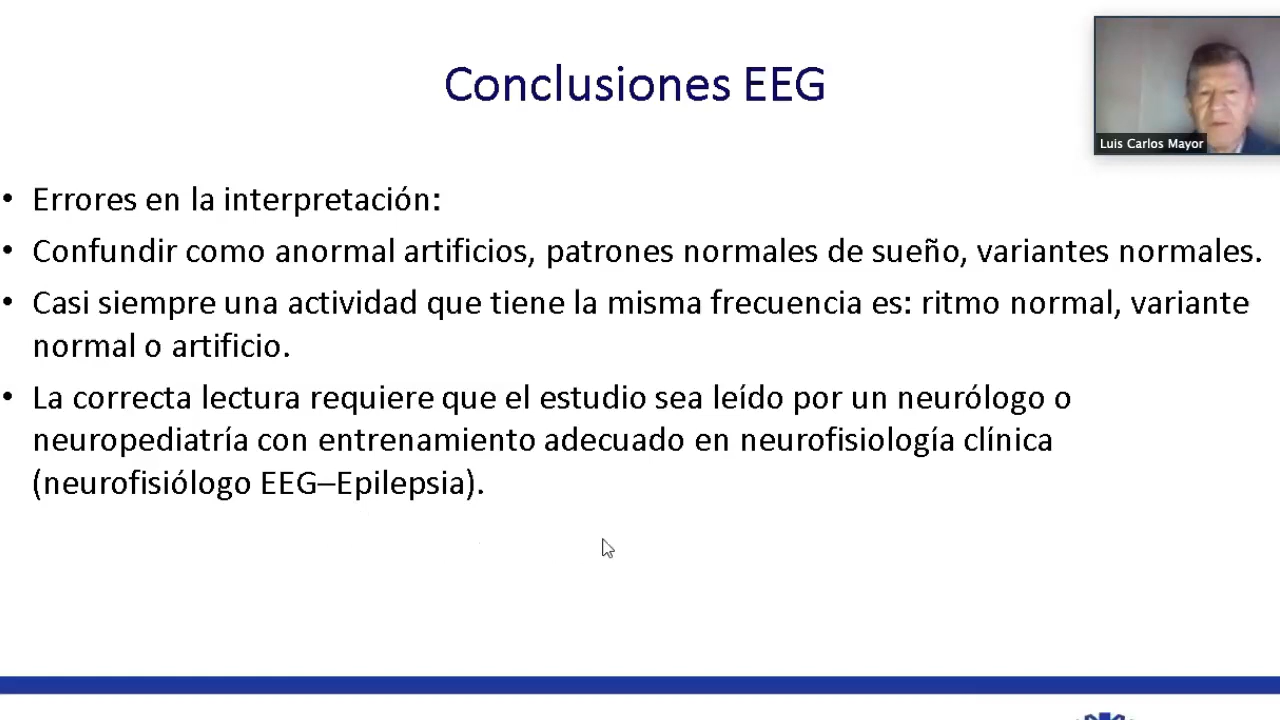 Conclusiones EEG
Luis Carlos Mayor
• Errores en la interpretación:
• Confundir como anormal artificios, patrones normales de sueño, variantes normales.
• Casi siempre una actividad que tiene la misma frecuencia es: ritmo normal, variante
normal o artificio.
• La correcta lectura requiere que el estudio sea leído por un neurólogo o
neuropediatría con entrenamiento adecuado en neurofisiología clínica
(neurofisiólogo EEG–Epilepsia).